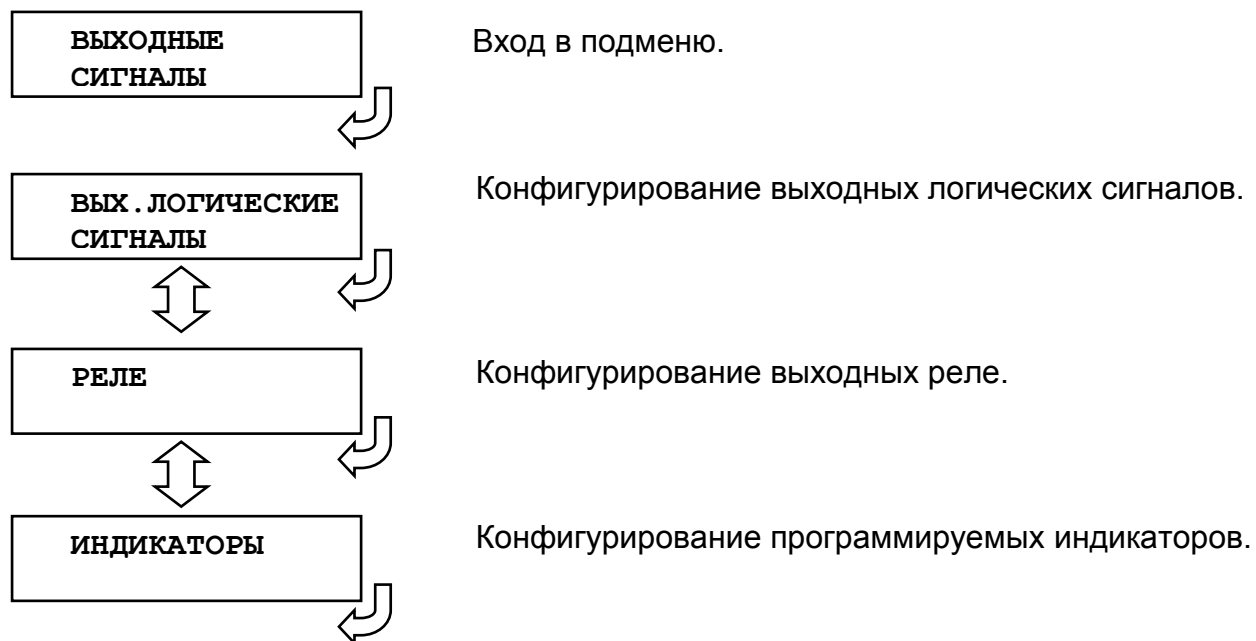 ВЫХОДНЫЕ
СИГНАЛЫ
Вход в подменю.
ВЫХ.ЛОГИЧЕСКИЕ
СИГНАЛЫ
Конфигурирование выходных логических сигналов.
РЕЛЕ
Конфигурирование выходных реле.
ИНДИКАТОРЫ
Конфигурирование программируемых индикаторов.